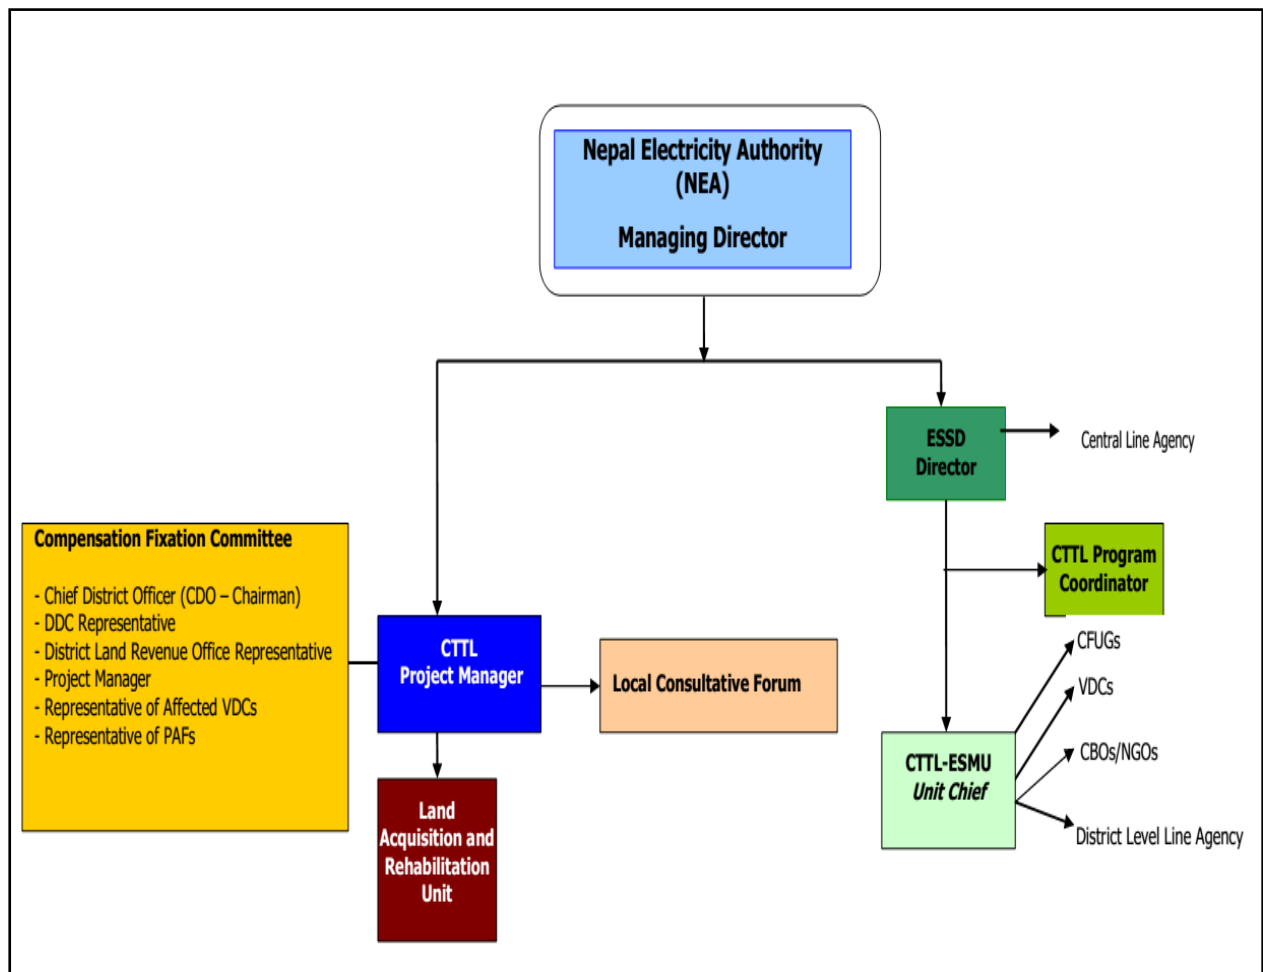 Nepal Electricity Authority
(NEA)
Managing Director
ESSD
Director
Central Line Agency
Compensation Fixation Committee
- Chief District Officer (CDO – Chairman)
- DDC Representative
- District Land Revenue Office Representative
- Project Manager
- Representative of Affected VDCs
- Representative of PAFs
CTTL
Project Manager
Local Consultative Forum
Land
Acquisition and
Rehabilitation
Unit
CTTL Program
Coordinator
CTTL-ESMU
Unit Chief
CFUGs
VDCs
CBOs/NGOs
District Level Line Agency